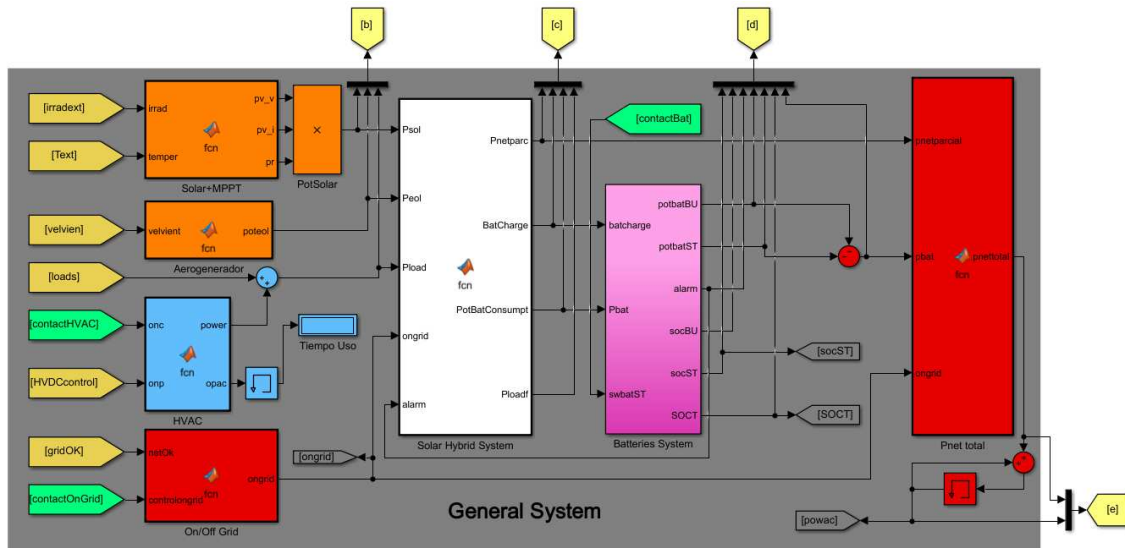 [b]
[c]
[d]
[e]
[irradext]
[Text]
irrad
temper
fcn
pv_v
pv_i
pr
Solar+MPPT
×
PotSolar
[velvien]
velvient
fcn
poteol
Aerogenerador
[loads]
[contactHVAC]
[HVDCcontrol]
onc
onp
fcn
power
opac
HVAC
Tiempo Uso
[gridOK]
[contactOnGrid]
netOk
controlongrid
fcn
ongrid
On/Off Grid
[ongrid]
Psol
Peol
Pload
ongrid
alarm
fcn
Pnetparc
BatCharge
PotBatConsumpt
Ploadf
Solar Hybrid System
[contactBat]
batcharge
Pbat
swbatST
potbatBU
potbatST
alarm
socBU
socST
SOCT
Batteries System
[socST]
[SOCT]
pnetparcial
pbat
ongrid
fcn
pnettotal
Pnet total
[powac]
[e]
General System